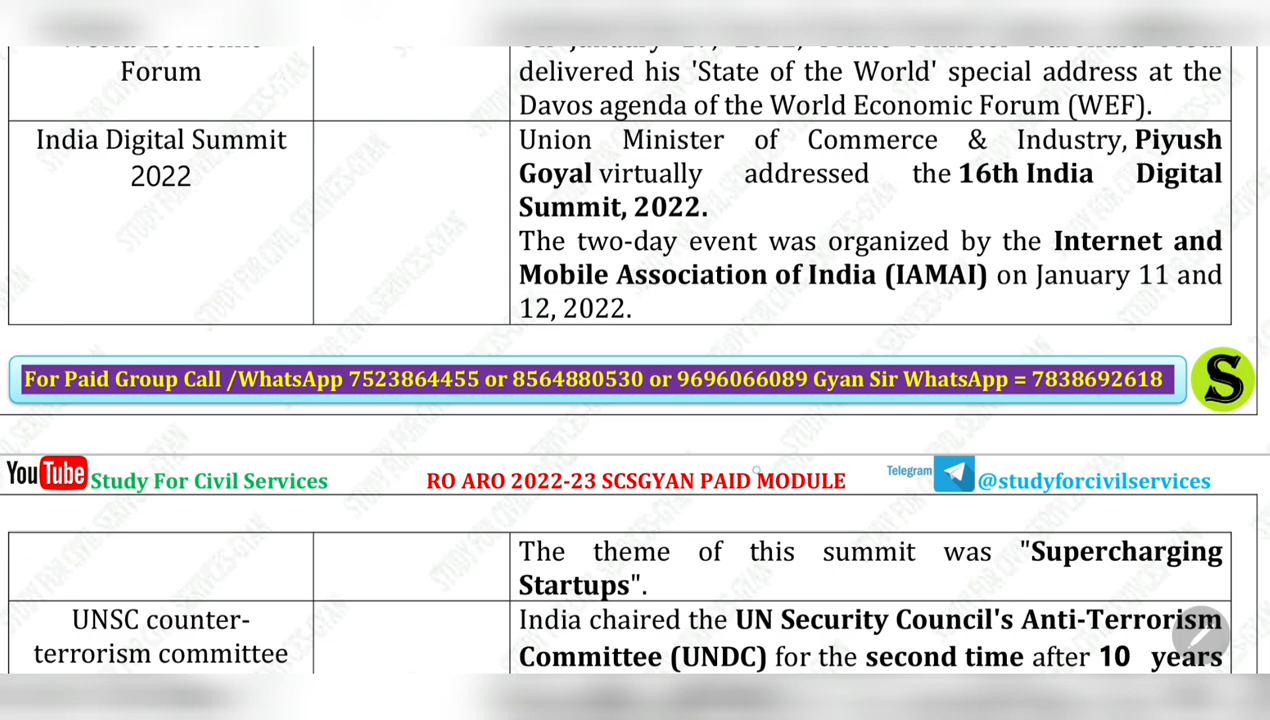 Forum
delivered his 'State of the World' special address at the
Davos agenda of the World Economic Forum (WEF).
India Digital Summit
2022
Union Minister of Commerce & Industry, Piyush
Goyal virtually addressed the 16th India Digital
Summit, 2022.
The two-day event was organized by the Internet and
Mobile Association of India (IAMAI) on January 11 and
12, 2022.
For Paid Group Call /WhatsApp 7523864455 or 8564880530 or 9696066089 Gyan Sir WhatsApp = 7838692618
S
YouTube Study For Civil Services
RO ARO 2022-23 SCSGYAN PAID MODULE
Telegram @studyforcivilservices
The theme of this summit was "Supercharging
Startups".
UNSC counter-
terrorism committee
India chaired the UN Security Council's Anti-Terrorism
Committee (UNDC) for the second time after 10 years
STUDY FOR CIVIL SERVICES-GYAN